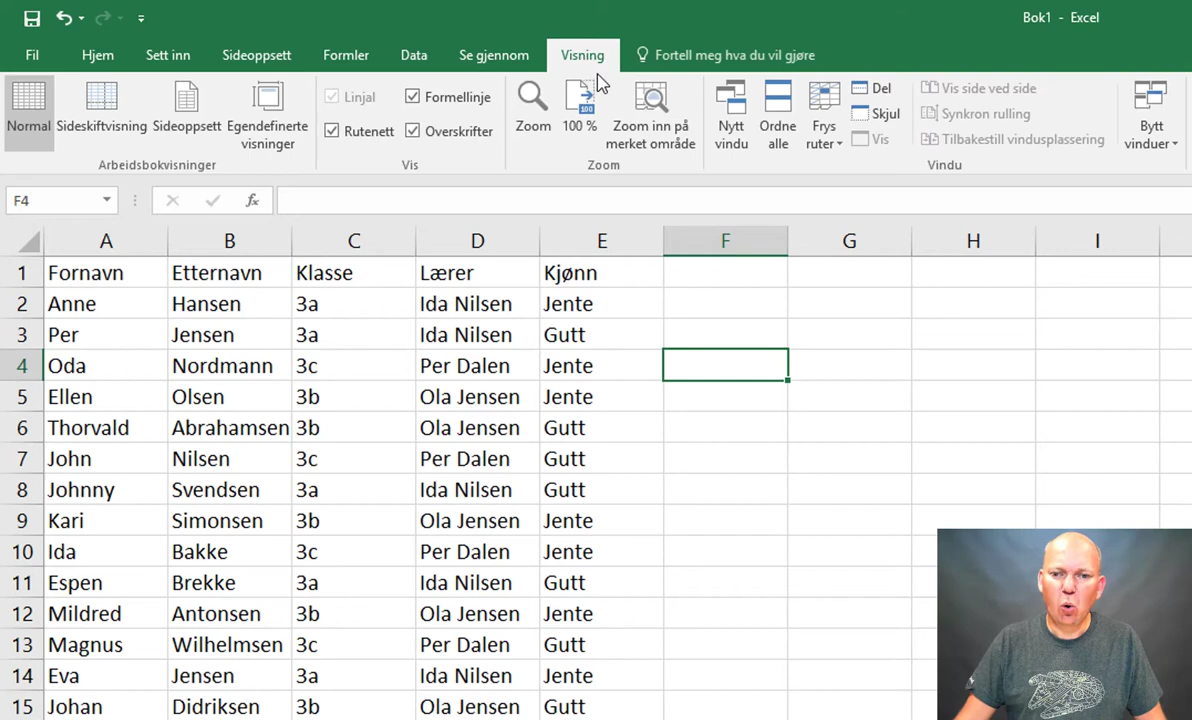 Bok1 - Excel
Fil Hjem Sett inn Sideoppsett Formler Data Se gjennom Visning Fortell meg hva du vil gjøre
Normal Sideskiftvisning Sideoppsett Egendefinerte visninger
Arbeidsbokvisninger
Linjal Formellinje
Rutenett Overskrifter
Vis
Zoom 100 % Zoom inn på merket område
100
Zoom
Nytt vindu Ordne alle Frys ruter
Del Vis side ved side
Skjul Synkron rulling
Vis Tilbakestill vindusplassering
Bytt vinduer
Vindu
F4 fx
A B C D E F G H I
1 Fornavn Etternavn Klasse Lærer Kjønn
2 Anne Hansen 3a Ida Nilsen Jente
3 Per Jensen 3a Ida Nilsen Gutt
4 Oda Nordmann 3c Per Dalen Jente
5 Ellen Olsen 3b Ola Jensen Jente
6 Thorvald Abrahamsen 3b Ola Jensen Gutt
7 John Nilsen 3c Per Dalen Gutt
8 Johnny Svendsen 3a Ida Nilsen Gutt
9 Kari Simonsen 3b Ola Jensen Jente
10 Ida Bakke 3c Per Dalen Jente
11 Espen Brekke 3a Ida Nilsen Gutt
12 Mildred Antonsen 3b Ola Jensen Jente
13 Magnus Wilhelmsen 3c Per Dalen Gutt
14 Eva Jensen 3a Ida Nilsen Jente
15 Johan Didriksen 3b Ola Jensen Gutt